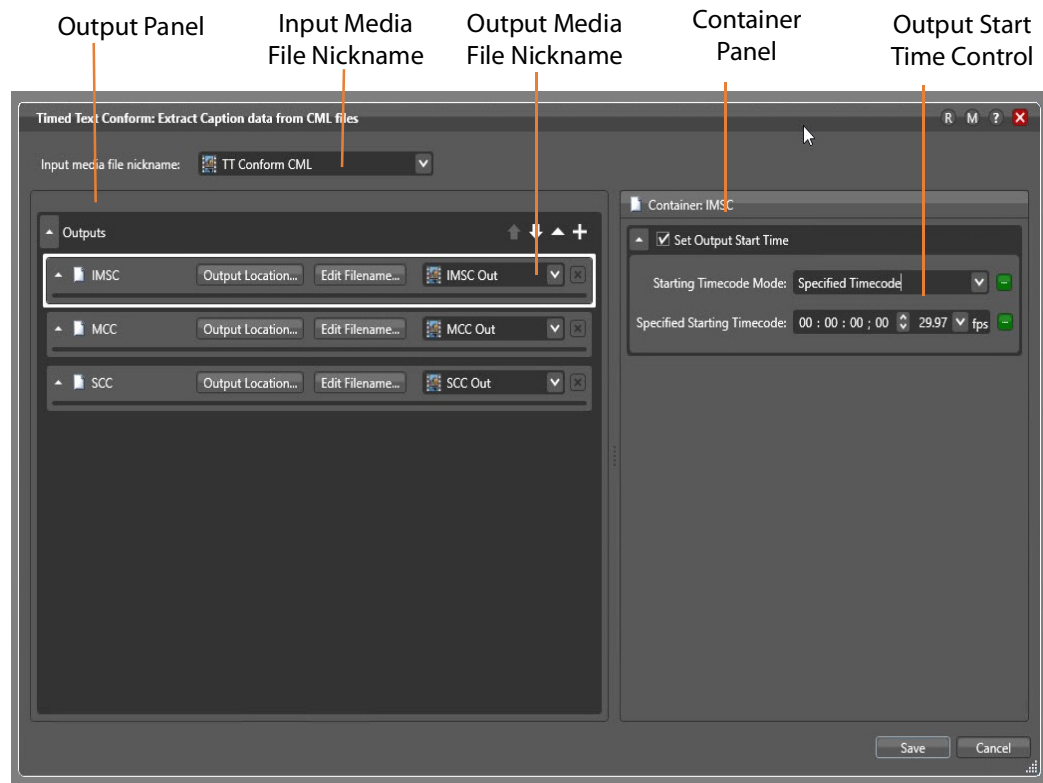 Output Panel
Input Media
File Nickname
Output Media
File Nickname
Container
Panel
Output Start
Time Control
Timed Text Conform: Extract Caption data from CML files
R M ? X
Input media file nickname: TT Conform CML
Outputs
IMSC Output Location... Edit Filename... IMSC Out
MCC Output Location... Edit Filename... MCC Out
SCC Output Location... Edit Filename... SCC Out
Container: IMSC
Set Output Start Time
Starting Timecode Mode: Specified Timecode
Specified Starting Timecode: 00 : 00 : 00 ; 00 29.97 fps
Save Cancel